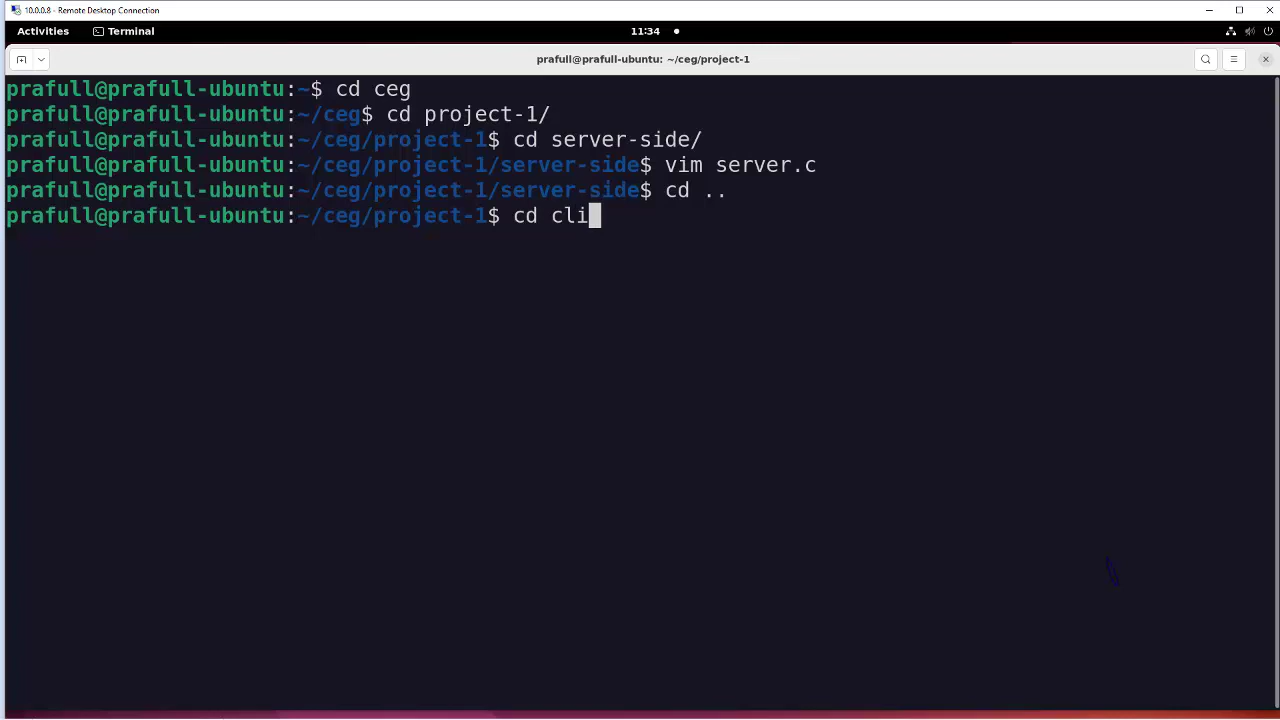 10.0.0.8 - Remote Desktop Connection
Activities Terminal 11:34
prafull@prafull-ubuntu: ~/ceg/project-1
prafull@prafull-ubuntu:~$ cd ceg
prafull@prafull-ubuntu:~/ceg$ cd project-1/
prafull@prafull-ubuntu:~/ceg/project-1$ cd server-side/
prafull@prafull-ubuntu:~/ceg/project-1/server-side$ vim server.c
prafull@prafull-ubuntu:~/ceg/project-1/server-side$ cd ..
prafull@prafull-ubuntu:~/ceg/project-1$ cd cli